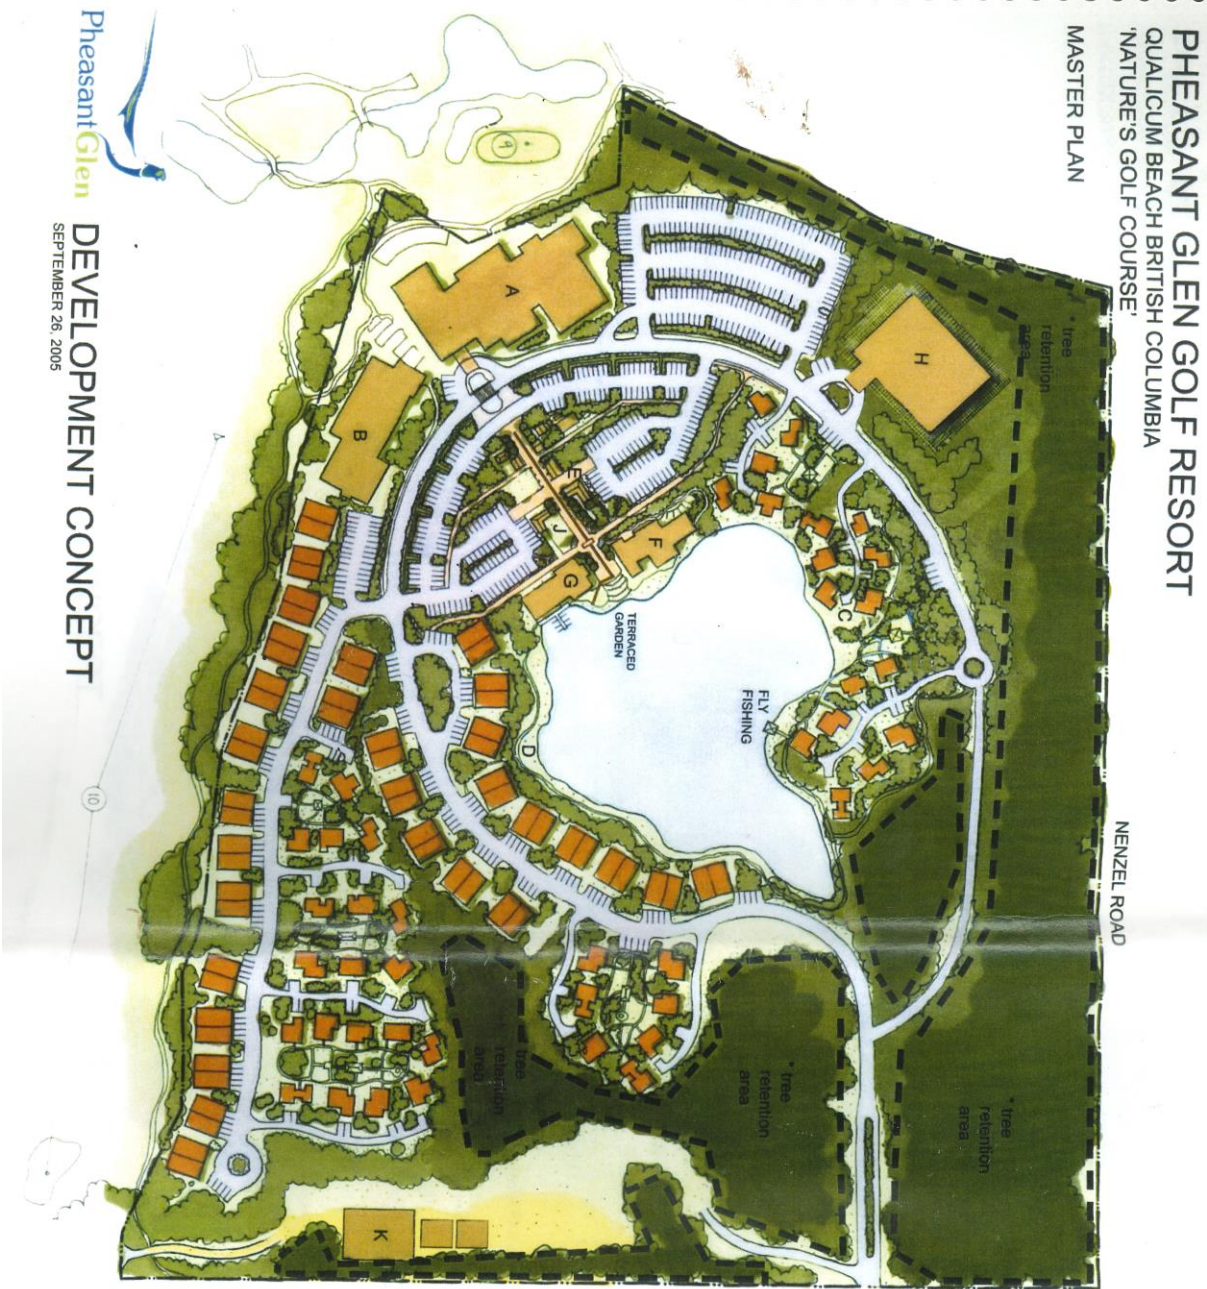 PHEASANT GLEN GOLF RESORT
QUALICUM BEACH BRITISH COLUMBIA
'NATURE'S GOLF COURSE'
MASTER PLAN
NENZEL ROAD
* tree
retention
area
* tree
retention
area
* tree
retention
area
tree
retention
area
H
A
B
C
D
E
F
G
J
K
TERRACED
GARDEN
FLY
FISHING
9
10
PheasantGlen
DEVELOPMENT CONCEPT
SEPTEMBER 26, 2005